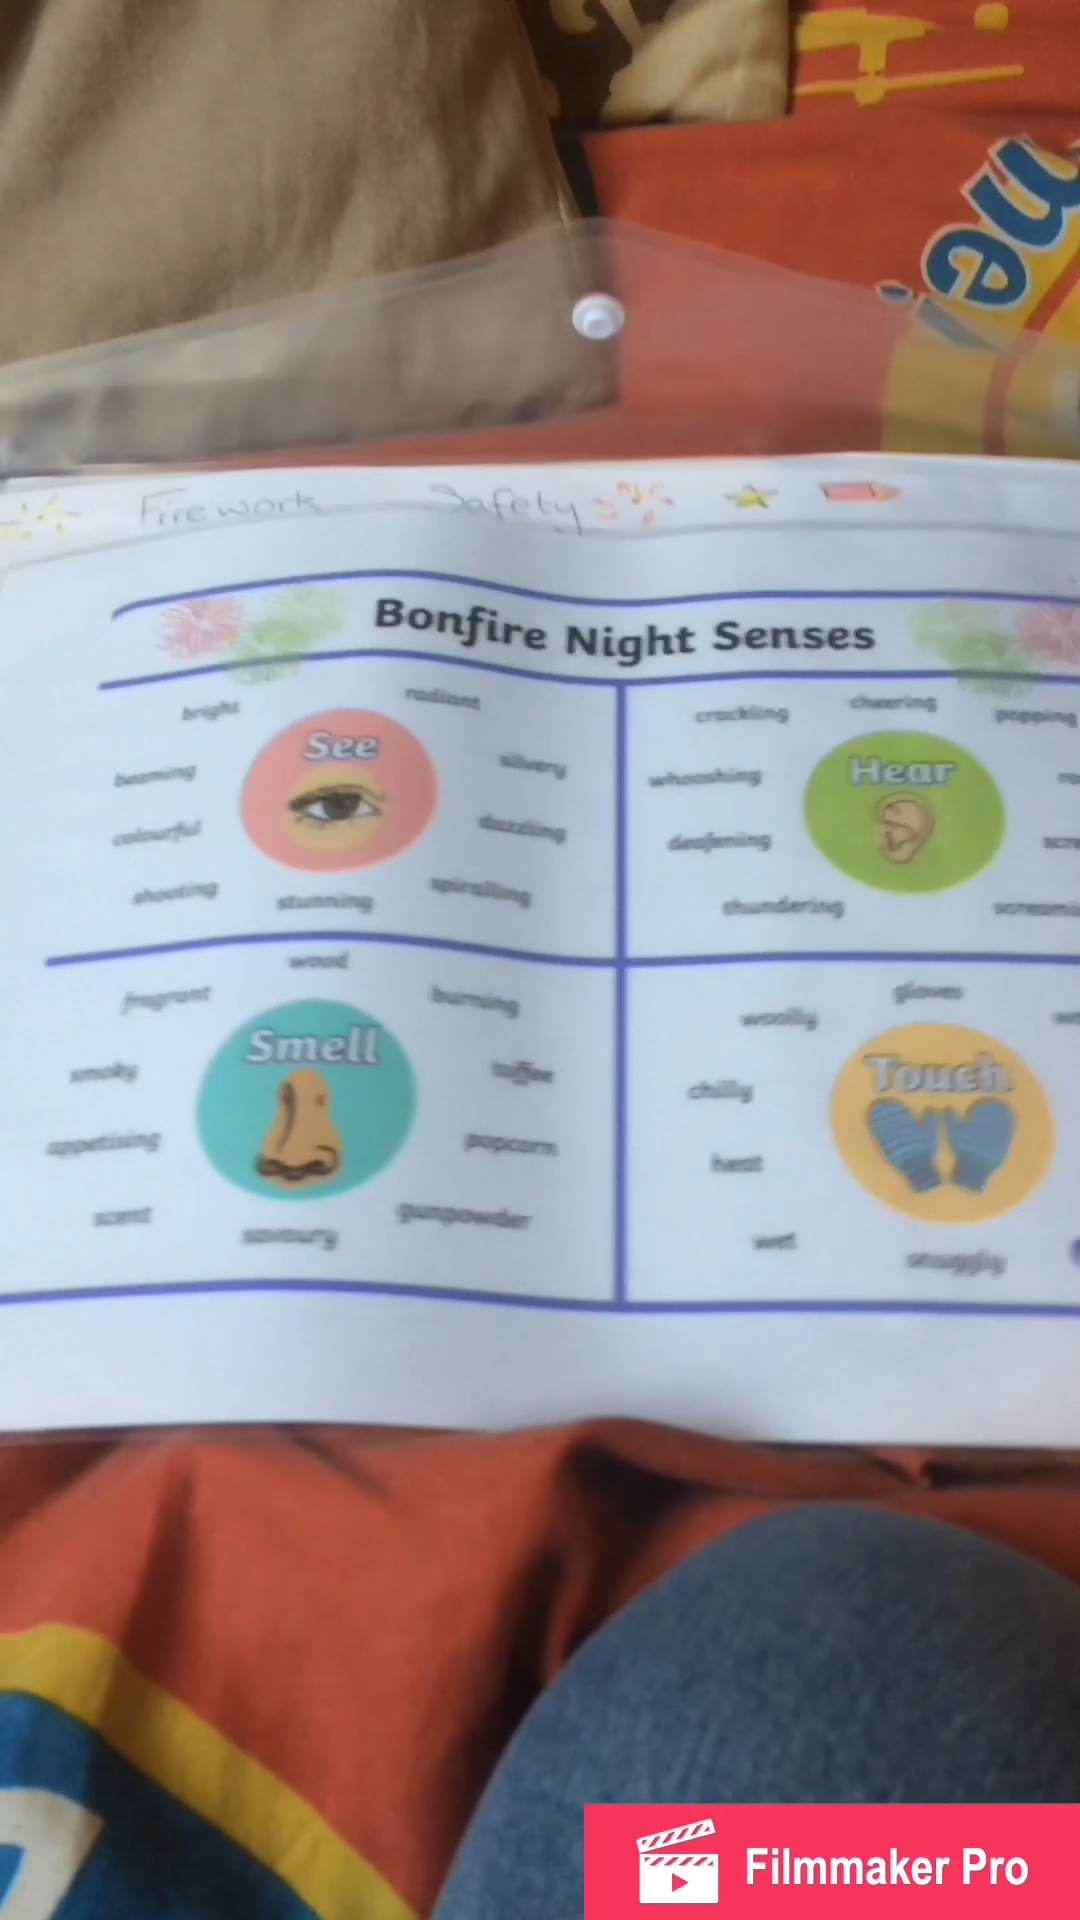 Firework Safety
Bonfire Night Senses
bright
radiant
See
beaming
silvery
colourful
dazzling
shooting
stunning
spiralling
crackling
cheering
popping
whooshing
Hear
deafening
thundering
wood
fragrant
burning
Smell
smoky
toffee
appetising
popcorn
scent
savoury
gunpowder
gloves
woolly
Touch
chilly
heat
wet
snuggly
Filmmaker Pro